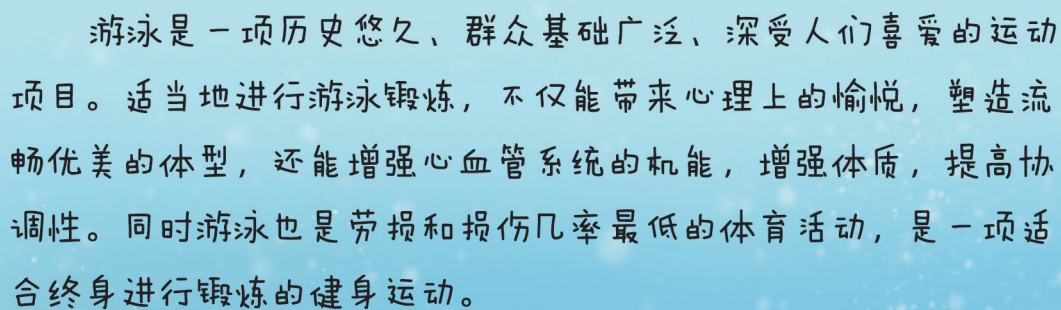 游泳是一项历史悠久、群众基础广泛、深受人们喜爱的运动
项目。适当地进行游泳锻炼，不仅能带来心理上的愉悦，塑造流
畅优美的体型，还能增强心血管系统的机能，增强体质，提高协
调性。同时游泳也是劳损和损伤几率最低的体育活动，是一项适
合终身进行锻炼的健身运动。